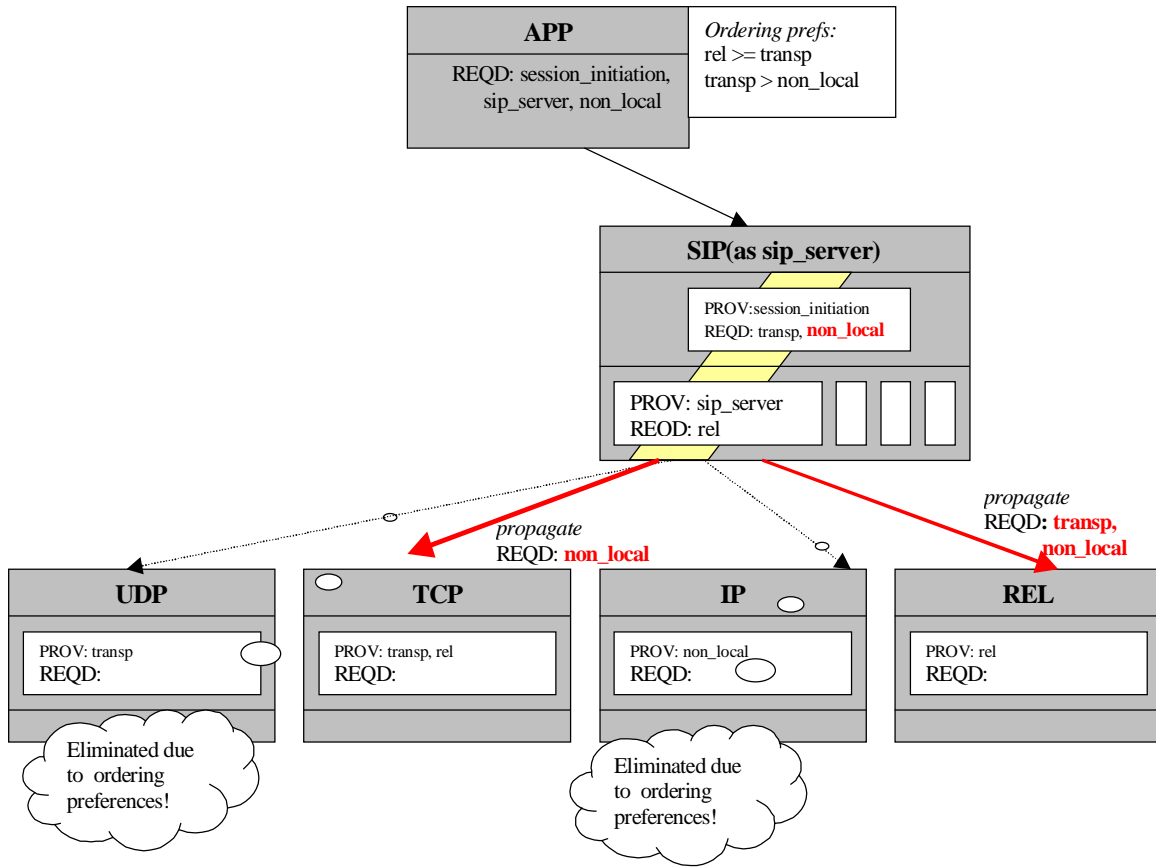 APP
REQD: session_initiation,
sip_server, non_local
Ordering prefs:
rel >= transp
transp > non_local
SIP(as sip_server)
PROV:session_initiation
REQD: transp, non_local
PROV: sip_server
REOD: rel
propagate
REQD: non_local
propagate
REQD: transp,
non_local
UDP
PROV: transp
REQD:
Eliminated due
to ordering
preferences!
TCP
PROV: transp, rel
REQD:
IP
PROV: non_local
REQD:
Eliminated due
to ordering
preferences!
REL
PROV: rel
REQD: